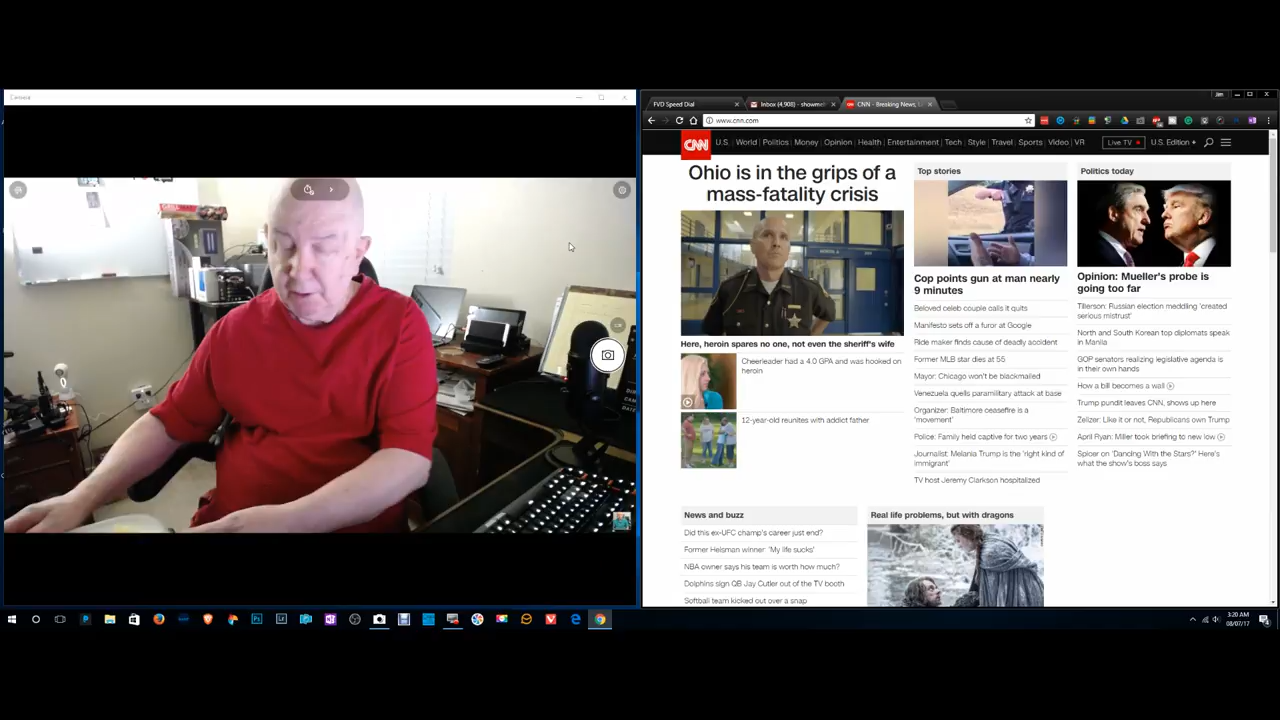 Camera
Jim
FVD Speed Dial
Inbox (4,908) - showme
CNN - Breaking News, L
www.cnn.com
CNN
U.S. World Politics Money Opinion Health Entertainment Tech Style Travel Sports Video VR
Live TV
U.S. Edition +
Ohio is in the grips of a
mass-fatality crisis
Here, heroin spares no one, not even the sheriff's wife
Cheerleader had a 4.0 GPA and was hooked on
heroin
12-year-old reunites with addict father
Top stories
Cop points gun at man nearly
9 minutes
Beloved celeb couple calls it quits
Manifesto sets off a furor at Google
Ride maker finds cause of deadly accident
Former MLB star dies at 55
Mayor: Chicago won't be blackmailed
Venezuela quells paramilitary attack at base
Organizer: Baltimore ceasefire is a
'movement'
Police: Family held captive for two years
Journalist: Melania Trump is the 'right kind of
immigrant'
TV host Jeremy Clarkson hospitalized
Politics today
Opinion: Mueller's probe is
going too far
Tillerson: Russian election meddling 'created
serious mistrust'
North and South Korean top diplomats speak
in Manila
GOP senators realizing legislative agenda is
in their own hands
How a bill becomes a wall
Trump pundit leaves CNN, shows up here
Zelizer: Like it or not, Republicans own Trump
April Ryan: Miller took briefing to new low
Spicer on 'Dancing With the Stars?' Here's
what the show's boss says
News and buzz
Did this ex-UFC champ's career just end?
Former Heisman winner: 'My life sucks'
NBA owner says his team is worth how much?
Dolphins sign QB Jay Cutler out of the TV booth
Softball team kicked out over a snap
Real life problems, but with dragons
3:20 AM
08/07/17